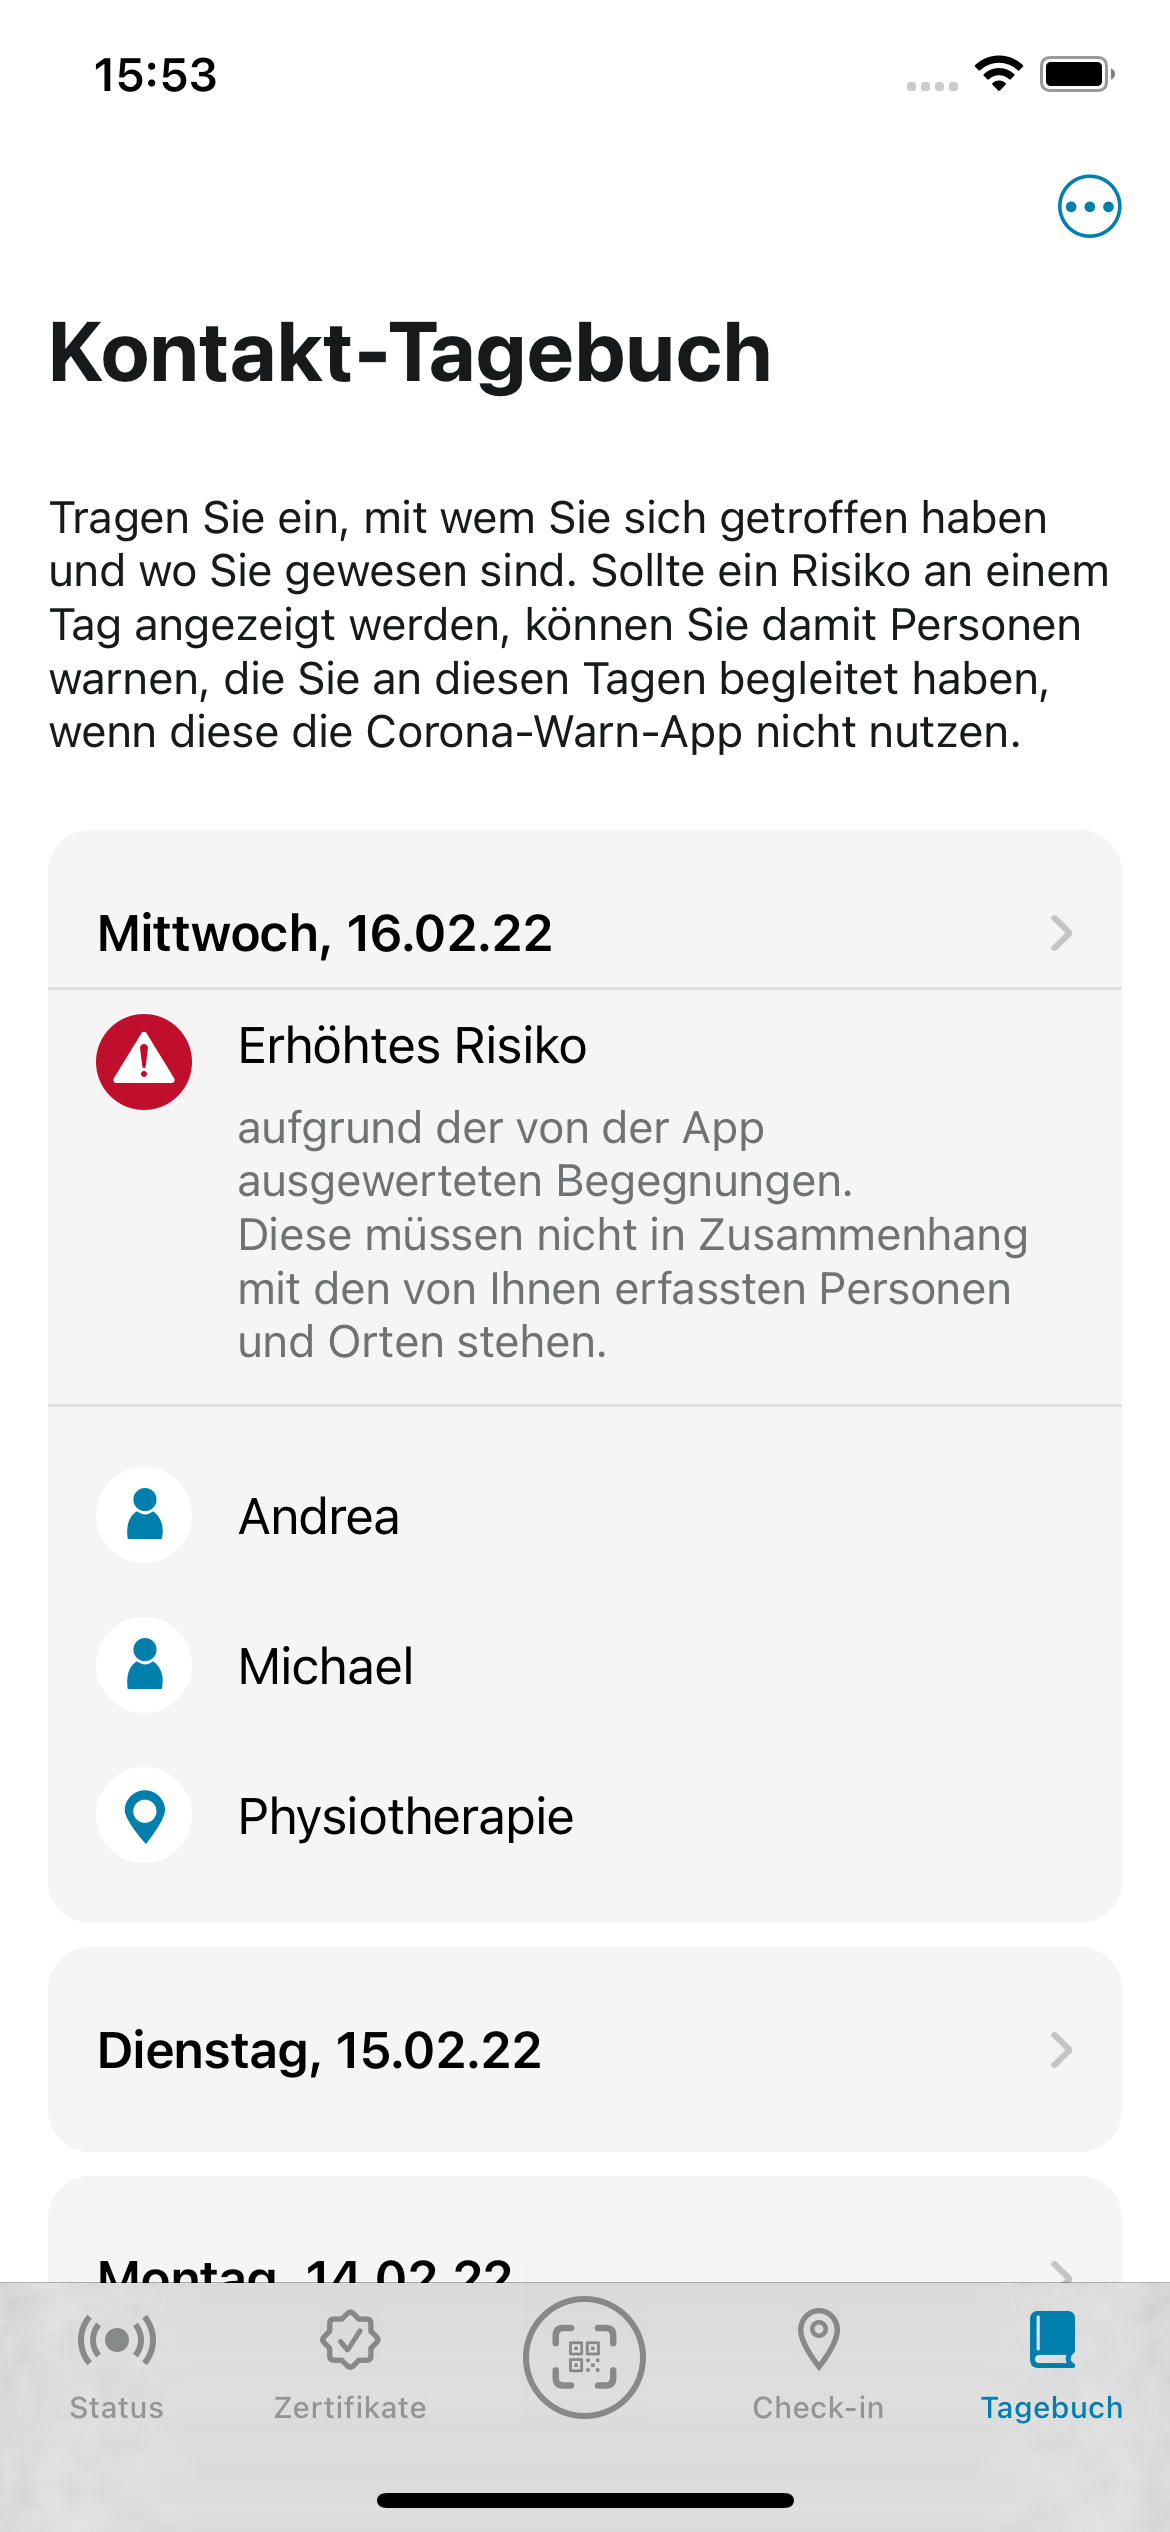 15:53
Kontakt-Tagebuch
Tragen Sie ein, mit wem Sie sich getroffen haben
und wo Sie gewesen sind. Sollte ein Risiko an einem
Tag angezeigt werden, können Sie damit Personen
warnen, die Sie an diesen Tagen begleitet haben,
wenn diese die Corona-Warn-App nicht nutzen.
Mittwoch, 16.02.22
Erhöhtes Risiko
aufgrund der von der App
ausgewerteten Begegnungen.
Diese müssen nicht in Zusammenhang
mit den von Ihnen erfassten Personen
und Orten stehen.
Andrea
Michael
Physiotherapie
Dienstag, 15.02.22
Montag, 14.02.22
Status
Zertifikate
Check-in
Tagebuch